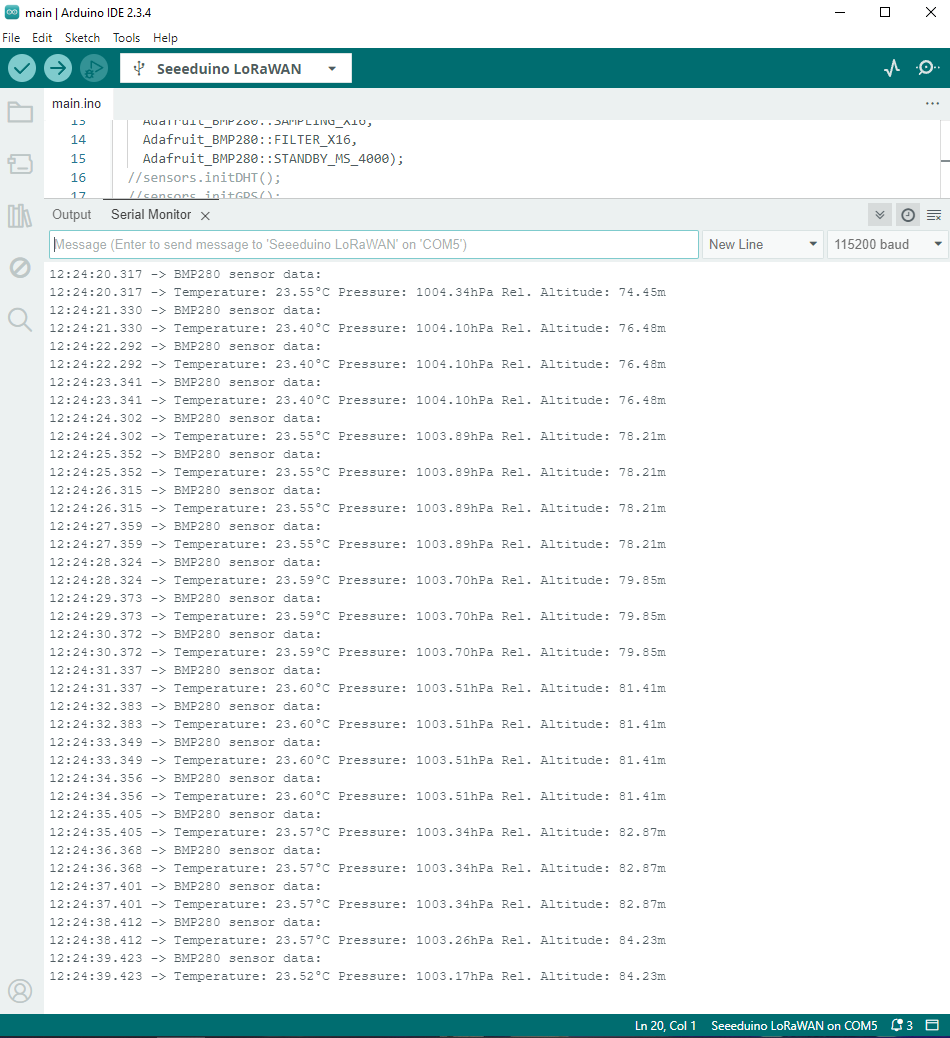 main | Arduino IDE 2.3.4
File Edit Sketch Tools Help
Seeeduino LoRaWAN
main.ino
13 Adafruit_BMP280::SAMPLING_X16,
14 Adafruit_BMP280::FILTER_X16,
15 Adafruit_BMP280::STANDBY_MS_4000);
16 //sensors.initDHT();
17 //sensors.initGPS();
Output Serial Monitor
Message (Enter to send message to 'Seeeduino LoRaWAN' on 'COM5') New Line 115200 baud
12:24:20.317 -> BMP280 sensor data:
12:24:20.317 -> Temperature: 23.55°C Pressure: 1004.34hPa Rel. Altitude: 74.45m
12:24:21.330 -> BMP280 sensor data:
12:24:21.330 -> Temperature: 23.40°C Pressure: 1004.10hPa Rel. Altitude: 76.48m
12:24:22.292 -> BMP280 sensor data:
12:24:22.292 -> Temperature: 23.40°C Pressure: 1004.10hPa Rel. Altitude: 76.48m
12:24:23.341 -> BMP280 sensor data:
12:24:23.341 -> Temperature: 23.40°C Pressure: 1004.10hPa Rel. Altitude: 76.48m
12:24:24.302 -> BMP280 sensor data:
12:24:24.302 -> Temperature: 23.55°C Pressure: 1003.89hPa Rel. Altitude: 78.21m
12:24:25.352 -> BMP280 sensor data:
12:24:25.352 -> Temperature: 23.55°C Pressure: 1003.89hPa Rel. Altitude: 78.21m
12:24:26.315 -> BMP280 sensor data:
12:24:26.315 -> Temperature: 23.55°C Pressure: 1003.89hPa Rel. Altitude: 78.21m
12:24:27.359 -> BMP280 sensor data:
12:24:27.359 -> Temperature: 23.55°C Pressure: 1003.89hPa Rel. Altitude: 78.21m
12:24:28.324 -> BMP280 sensor data:
12:24:28.324 -> Temperature: 23.59°C Pressure: 1003.70hPa Rel. Altitude: 79.85m
12:24:29.373 -> BMP280 sensor data:
12:24:29.373 -> Temperature: 23.59°C Pressure: 1003.70hPa Rel. Altitude: 79.85m
12:24:30.372 -> BMP280 sensor data:
12:24:30.372 -> Temperature: 23.59°C Pressure: 1003.70hPa Rel. Altitude: 79.85m
12:24:31.337 -> BMP280 sensor data:
12:24:31.337 -> Temperature: 23.60°C Pressure: 1003.51hPa Rel. Altitude: 81.41m
12:24:32.383 -> BMP280 sensor data:
12:24:32.383 -> Temperature: 23.60°C Pressure: 1003.51hPa Rel. Altitude: 81.41m
12:24:33.349 -> BMP280 sensor data:
12:24:33.349 -> Temperature: 23.60°C Pressure: 1003.51hPa Rel. Altitude: 81.41m
12:24:34.356 -> BMP280 sensor data:
12:24:34.356 -> Temperature: 23.60°C Pressure: 1003.51hPa Rel. Altitude: 81.41m
12:24:35.405 -> BMP280 sensor data:
12:24:35.405 -> Temperature: 23.57°C Pressure: 1003.34hPa Rel. Altitude: 82.87m
12:24:36.368 -> BMP280 sensor data:
12:24:36.368 -> Temperature: 23.57°C Pressure: 1003.34hPa Rel. Altitude: 82.87m
12:24:37.401 -> BMP280 sensor data:
12:24:37.401 -> Temperature: 23.57°C Pressure: 1003.34hPa Rel. Altitude: 82.87m
12:24:38.412 -> BMP280 sensor data:
12:24:38.412 -> Temperature: 23.57°C Pressure: 1003.26hPa Rel. Altitude: 84.23m
12:24:39.423 -> BMP280 sensor data:
12:24:39.423 -> Temperature: 23.52°C Pressure: 1003.17hPa Rel. Altitude: 84.23m
Ln 20, Col 1 Seeeduino LoRaWAN on COM5 3